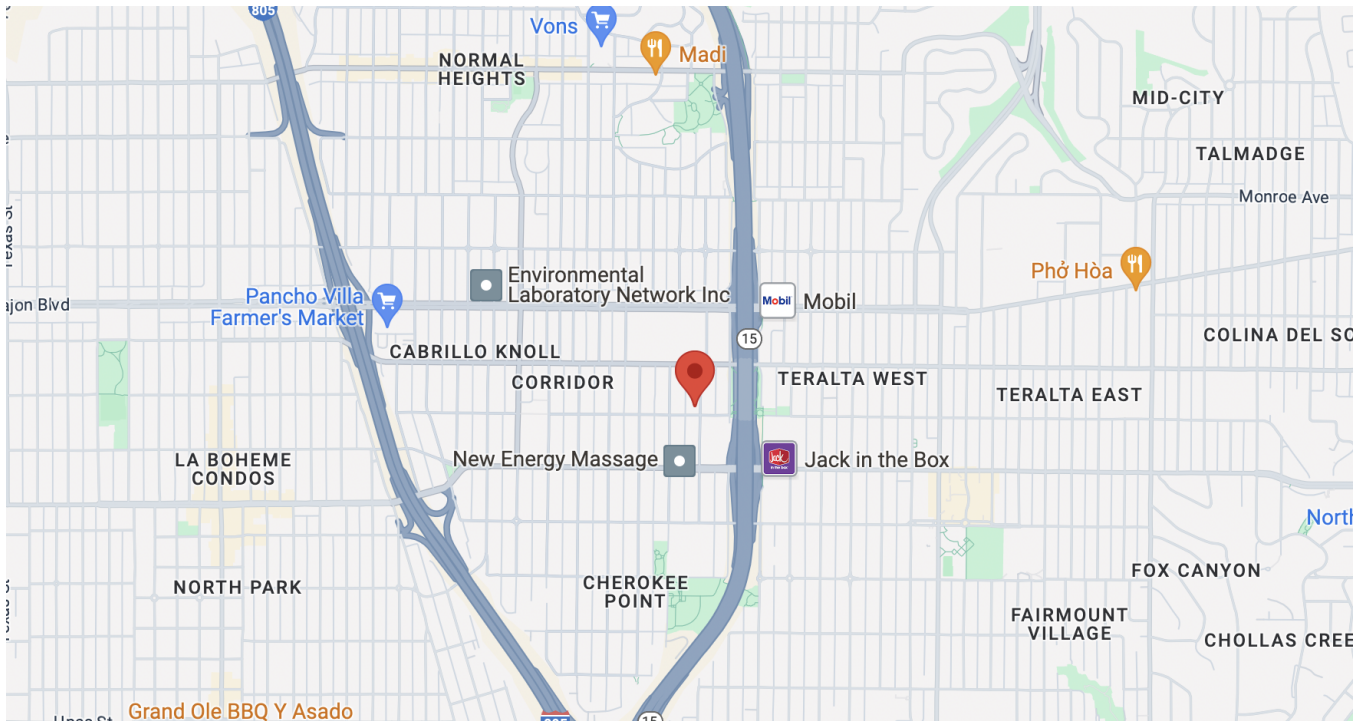 805
Vons
Madi
NORMAL
HEIGHTS
MID-CITY
TALMADGE
Monroe Ave
Texas St
Environmental
Laboratory Network Inc
Phở Hòa
Pancho Villa
Farmer's Market
Mobil
Mobil
ajon Blvd
15
COLINA DEL SO
CABRILLO KNOLL
CORRIDOR
TERALTA WEST
TERALTA EAST
LA BOHEME
CONDOS
New Energy Massage
Jack in the Box
North
NORTH PARK
CHEROKEE
POINT
FOX CANYON
FAIRMOUNT
VILLAGE
CHOLLAS CREE
Grand Ole BBQ Y Asado
15